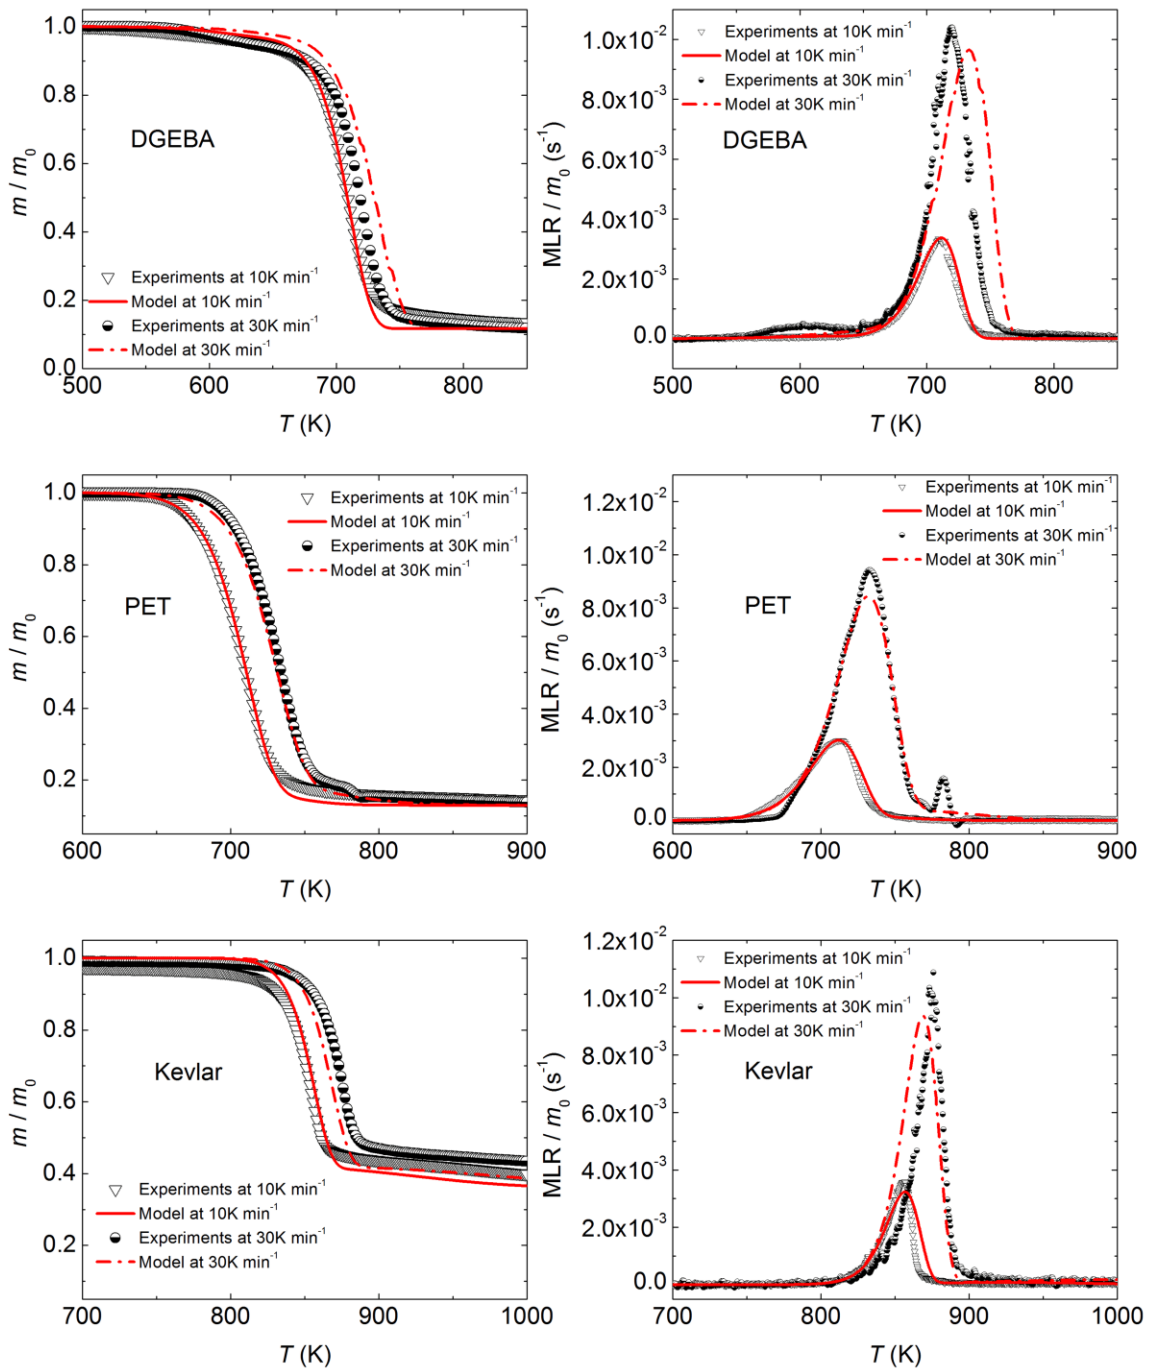 1.0
0.8
0.6
0.4
0.2
0.0
m / m₀
DGEBA
Experiments at 10K min⁻¹
Model at 10K min⁻¹
Experiments at 30K min⁻¹
Model at 30K min⁻¹
500 600 700 800
T (K)
1.0x10⁻²
8.0x10⁻³
6.0x10⁻³
4.0x10⁻³
2.0x10⁻³
0.0
MLR / m₀ (s⁻¹)
Experiments at 10K min⁻¹
Model at 10K min⁻¹
Experiments at 30K min⁻¹
Model at 30K min⁻¹
DGEBA
500 600 700 800
T (K)
1.0
0.8
0.6
0.4
0.2
m / m₀
Experiments at 10K min⁻¹
Model at 10K min⁻¹
Experiments at 30K min⁻¹
Model at 30K min⁻¹
PET
600 700 800 900
T (K)
1.2x10⁻²
1.0x10⁻²
8.0x10⁻³
6.0x10⁻³
4.0x10⁻³
2.0x10⁻³
0.0
MLR / m₀ (s⁻¹)
Experiments at 10K min⁻¹
Model at 10K min⁻¹
Experiments at 30K min⁻¹
Model at 30K min⁻¹
PET
600 700 800 900
T (K)
1.0
0.8
0.6
0.4
0.2
m / m₀
Kevlar
Experiments at 10K min⁻¹
Model at 10K min⁻¹
Experiments at 30K min⁻¹
Model at 30K min⁻¹
700 800 900 1000
T (K)
1.2x10⁻²
1.0x10⁻²
8.0x10⁻³
6.0x10⁻³
4.0x10⁻³
2.0x10⁻³
0.0
MLR / m₀ (s⁻¹)
Experiments at 10K min⁻¹
Model at 10K min⁻¹
Experiments at 30K min⁻¹
Model at 30K min⁻¹
Kevlar
700 800 900 1000
T (K)